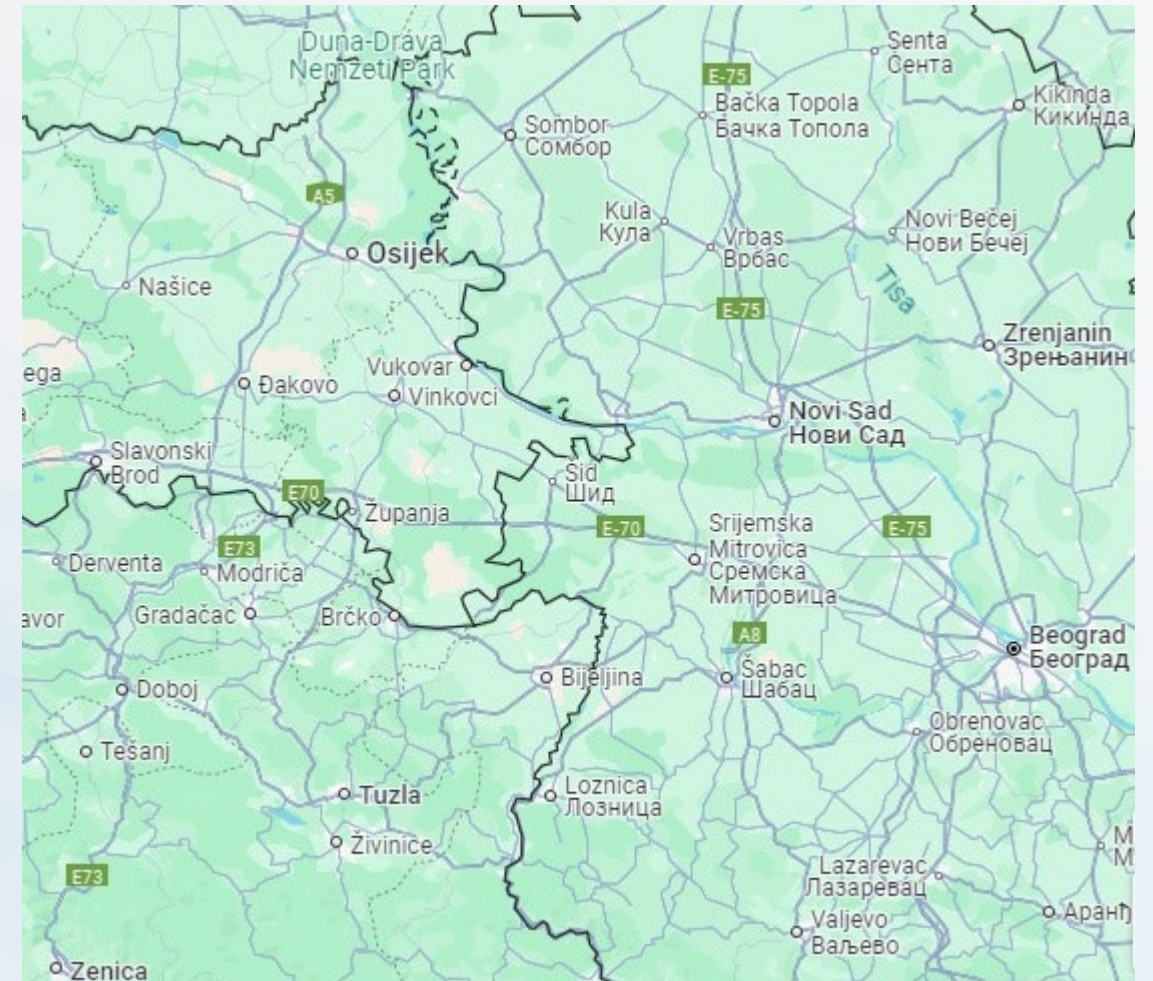 Duna-Dráva
Nemzeti Park
Senta
Сента
E-75
Kikinda
Кикинда
Bačka Topola
Бачка Топола
Sombor
Сомбор
A5
Kula
Кула
Novi Bečej
Нови Бечеј
Vrbas
Врбас
Osijek
Tisa
Našice
E-75
Zrenjanin
Зрењанин
Vukovar
ega
Đakovo
Vinkovci
Novi Sad
Нови Сад
Slavonski
Brod
Šid
Шид
E70
Županja
E-70
Srijemska
Mitrovica
Сремска
Митровица
E-75
E73
Derventa
Modriča
Gradačac
Brčko
avor
A8
Beograd
Београд
Bijeljina
Šabac
Шабац
Doboj
Obrenovac
Обреновац
Tešanj
Tuzla
Loznica
Лозница
Živinice
E73
Lazarevac
Лазаревац
Valjevo
Ваљево
Аранђ
Zenica